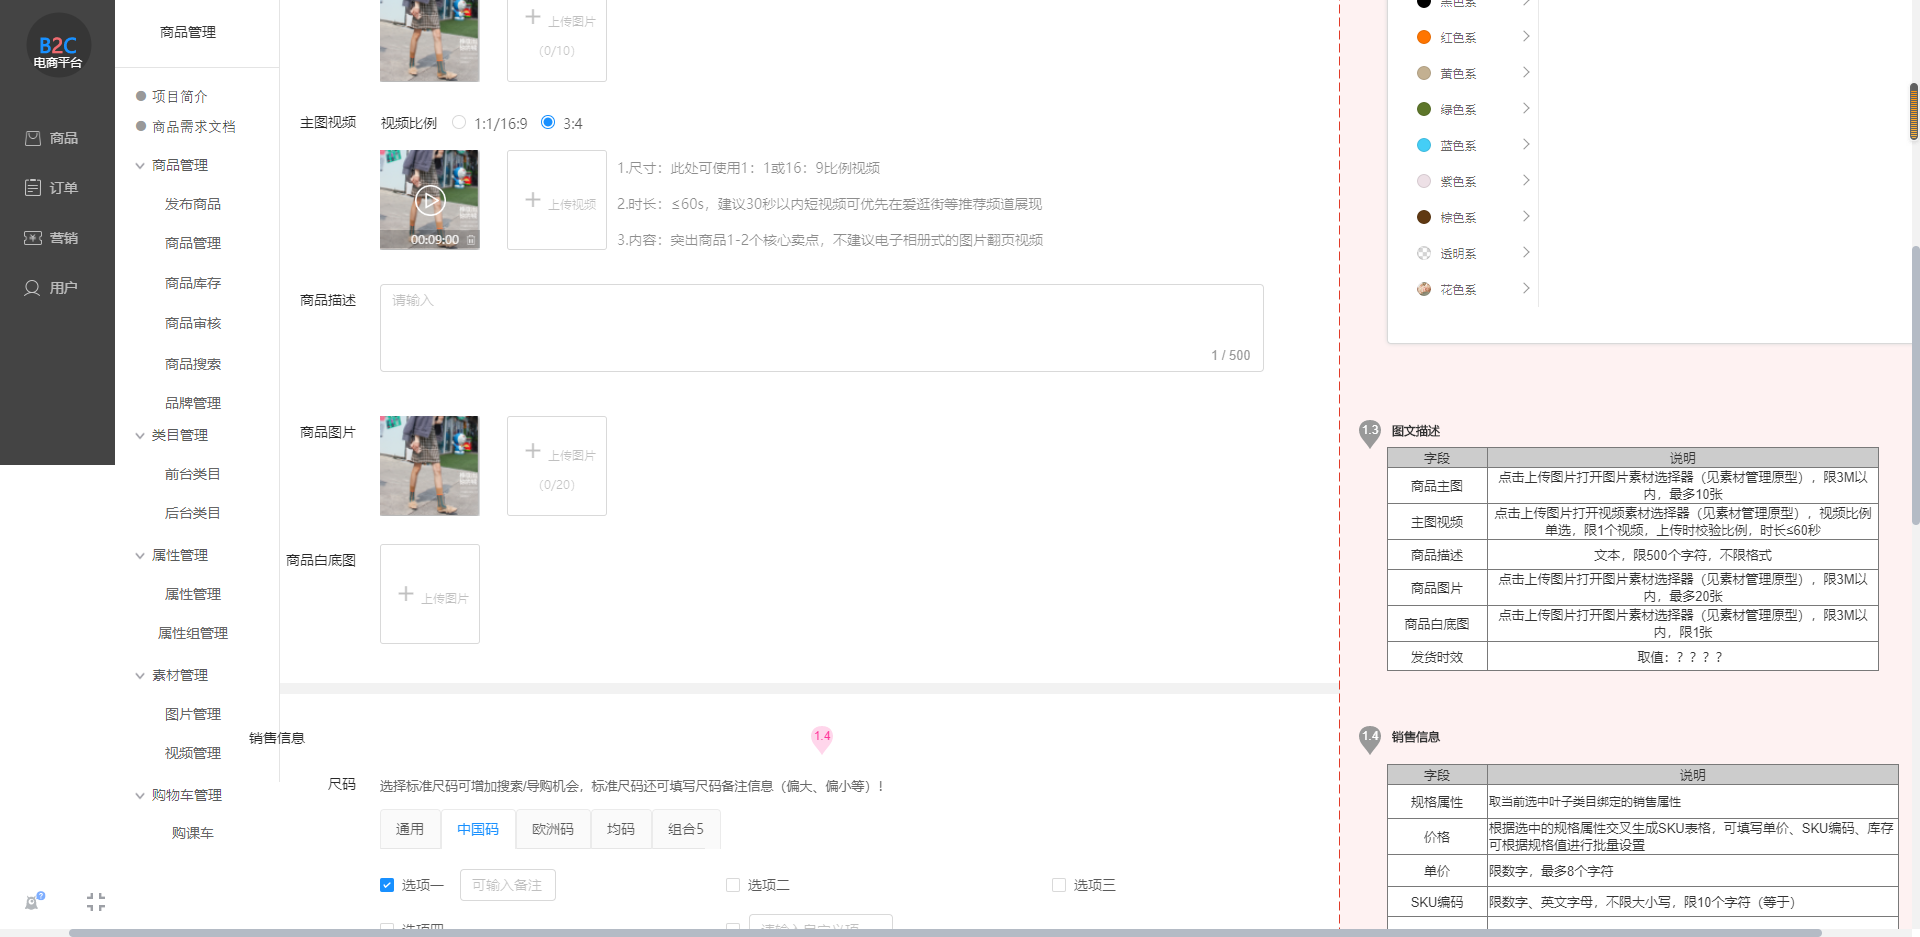 B2C
电商平台
商品
订单
营销
用户
商品管理
项目简介
商品需求文档
商品管理
发布商品
商品管理
商品库存
商品审核
商品搜索
品牌管理
类目管理
前台类目
后台类目
属性管理
属性管理
属性组管理
素材管理
图片管理
视频管理
购物车管理
购课车
上传图片
(0/10)
主图视频
视频比例
1:1/16:9
3:4
00:09:00
上传视频
1.尺寸：此处可使用1：1或16：9比例视频
2.时长：≤60s，建议30秒以内短视频可优先在爱逛街等推荐频道展现
3.内容：突出商品1-2个核心卖点，不建议电子相册式的图片翻页视频
商品描述
请输入
1 / 500
商品图片
上传图片
(0/20)
商品白底图
上传图片
销售信息
1.4
尺码
选择标准尺码可增加搜索/导购机会，标准尺码还可填写尺码备注信息（偏大、偏小等）！
通用
中国码
欧洲码
均码
组合5
选项一
可输入备注
选项二
选项三
选项四
请输入自定义项
黑色系
红色系
黄色系
绿色系
蓝色系
紫色系
棕色系
透明系
花色系
1.3 图文描述
字段 说明
商品主图 点击上传图片打开图片素材选择器（见素材管理原型），限3M以
内，最多10张
主图视频 点击上传图片打开视频素材选择器（见素材管理原型），视频比例
单选，限1个视频，上传时校验比例，时长≤60秒
商品描述 文本，限500个字符，不限格式
商品图片 点击上传图片打开图片素材选择器（见素材管理原型），限3M以
内，最多20张
商品白底图 点击上传图片打开图片素材选择器（见素材管理原型），限3M以
内，限1张
发货时效 取值：？？？？
1.4 销售信息
字段 说明
规格属性 取当前选中叶子类目绑定的销售属性
价格 根据选中的规格属性交叉生成SKU表格，可填写单价、SKU编码、库存
可根据规格值进行批量设置
单价 限数字，最多8个字符
SKU编码 限数字、英文字母，不限大小写，限10个字符（等于）